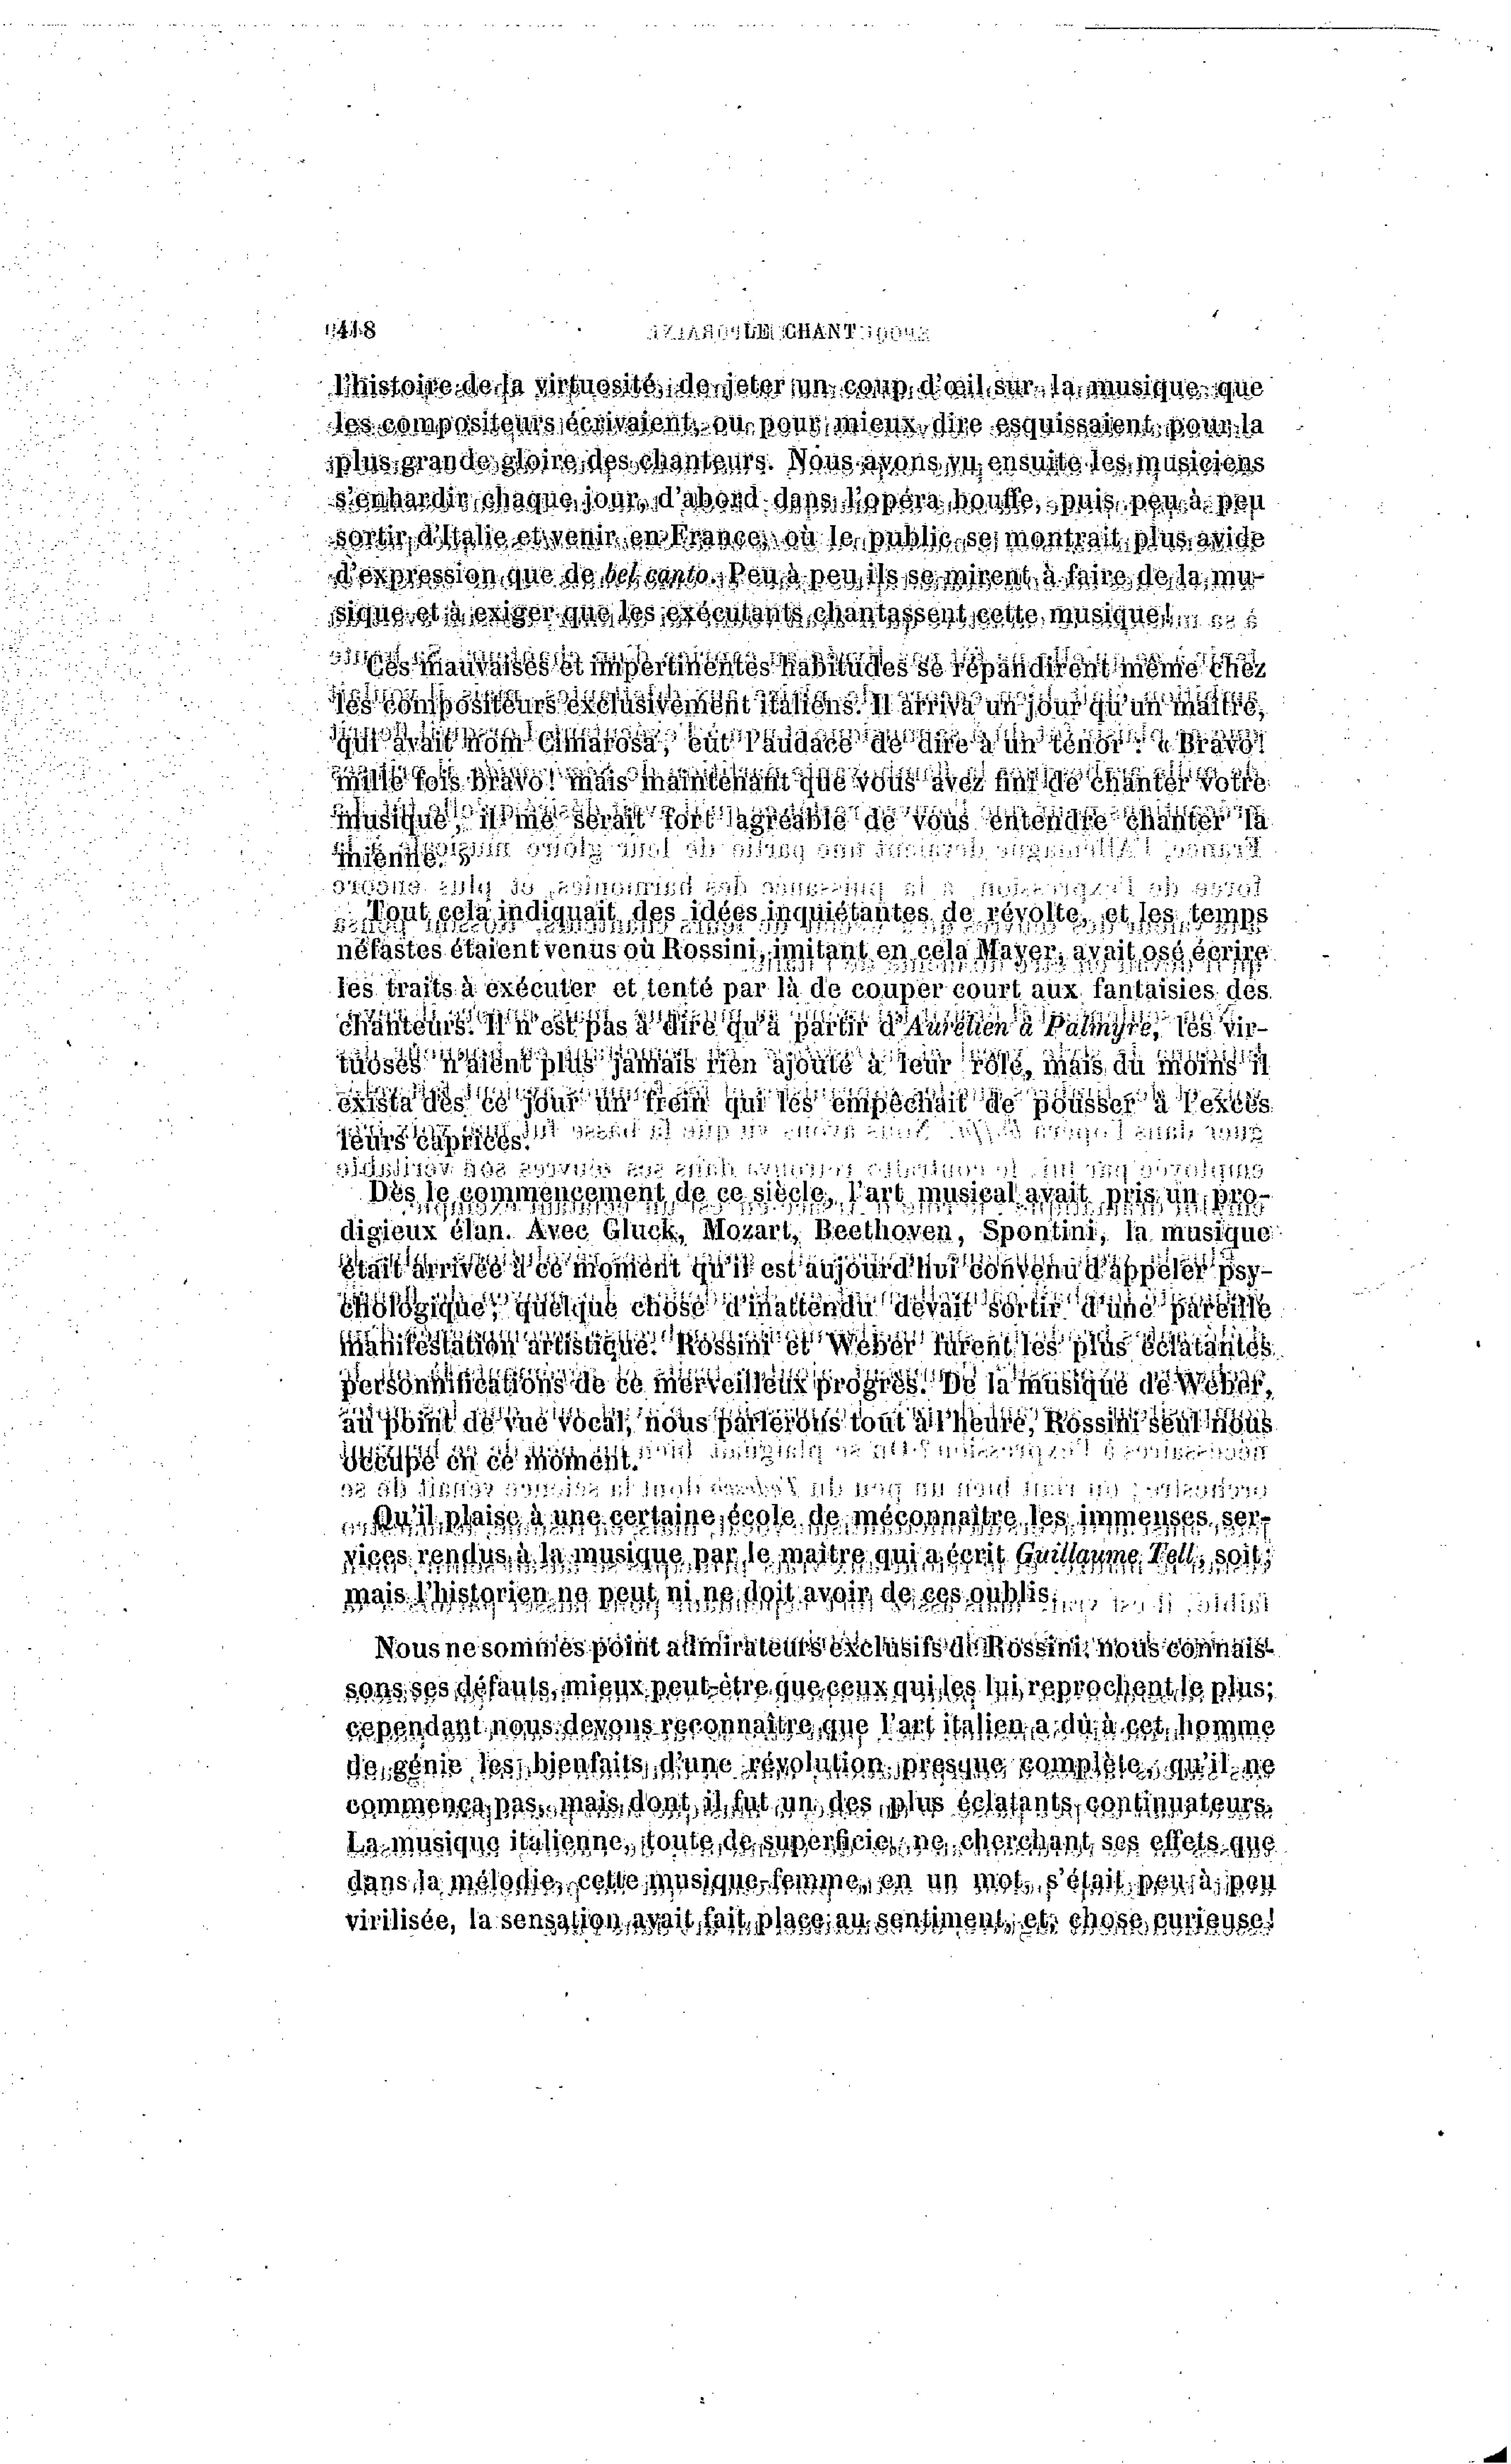 418 LE CHANT
l'histoire de la virtuosité, de jeter un coup d'œil sur la musique que
les compositeurs écrivaient, ou pour mieux dire esquissaient, pour la
plus grande gloire des chanteurs. Nous avons vu ensuite les musiciens
s'enhardir chaque jour, d'abord dans l'opéra bouffe, puis, peu à peu
sortir d'Italie et venir en France, où le public se montrait plus avide
d'expression que de bel canto. Peu à peu, ils se mirent à faire de la mu-
sique et à exiger que les exécutants chantassent cette musique.
Ces mauvaises et impertinentes habitudes se répandirent même chez
les compositeurs exclusivement italiens. Il arriva un jour qu'un maître,
qui avait nom Cimarosa, eut l'audace de dire à un ténor : « Bravo!
mille fois bravo! mais maintenant que vous avez fini de chanter votre
musique, il me serait fort agréable de vous entendre chanter la
mienne.
Tout cela indiquait des idées inquiétantes de révolte, et les temps
néfastes étaient venus où Rossini, imitant en cela Mayer, avait osé écrire
les traits à exécuter et tenté par là de couper court aux fantaisies des
chanteurs. Il n'est pas à dire qu'à partir d'Aurélien à Palmyre, les vir-
tuoses n'aient plus jamais rien ajouté à leur rôle, mais du moins il
exista dès ce jour un frein qui les empêchait de pousser à l'excès
leurs caprices.
Dès le commencement de ce siècle, l'art musical avait pris un pro-
digieux élan. Avec Gluck, Mozart, Beethoven, Spontini, la musique
était arrivée à ce moment qu'il est aujourd'hui convenu d'appeler psy-
chologique; quelque chose d'inattendu devait sortir d'une pareille
manifestation artistique. Rossini et Weber furent les plus éclatantes
personnifications de ce merveilleux progrès. De la musique de Weber,
au point de vue vocal, nous parlerons tout à l'heure, Rossini seul nous
occupe en ce moment.
Qu'il plaise à une certaine école de méconnaître les immenses ser-
vices rendus à la musique par le maître qui a écrit Guillaume Tell, soit;
mais l'historien ne peut ni ne doit avoir de ces oublis.
Nous ne sommes point admirateurs exclusifs de Rossini, nous connais-
sons ses défauts, mieux peut-être que ceux qui les lui reprochent le plus;
cependant nous devons reconnaître que l'art italien a dû à cet homme
de génie les bienfaits d'une révolution presque complète, qu'il ne
commença pas, mais dont il fut un des plus éclatants continuateurs.
La musique italienne, toute de superficie, ne cherchant ses effets que
dans la mélodie, cette musique femme, en un mot, s'était peu à peu
virilisée, la sensation avait fait place au sentiment, et, chose curieuse!